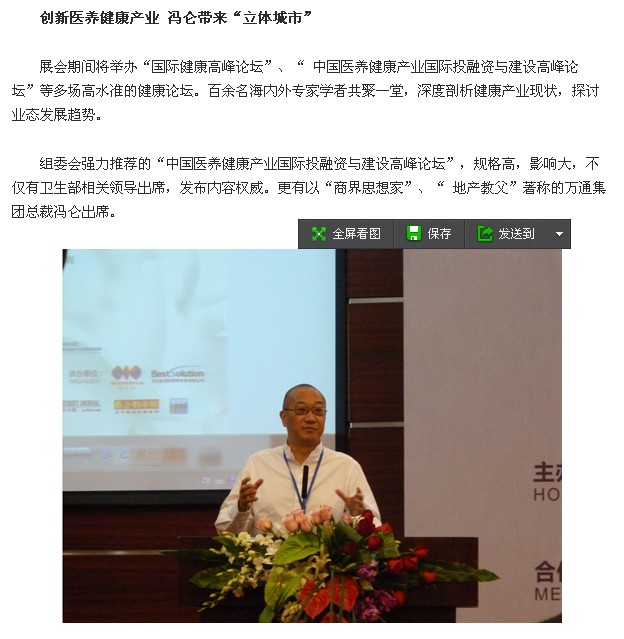 创新医养健康产业 冯仑带来“立体城市”
展会期间将举办“国际健康高峰论坛”、“ 中国医养健康产业国际投融资与建设高峰论
坛”等多场高水准的健康论坛。百余名海内外专家学者共聚一堂，深度剖析健康产业现状，探讨
业态发展趋势。
组委会强力推荐的“中国医养健康产业国际投融资与建设高峰论坛”，规格高，影响大，不
仅有卫生部相关领导出席，发布内容权威。更有以“商界思想家”、“ 地产教父”著称的万通集
团总裁冯仑出席。
全屏看图 保存 发送到
承办单位：
ORGANIZER
BestSolution
主办
HO
合作
ME